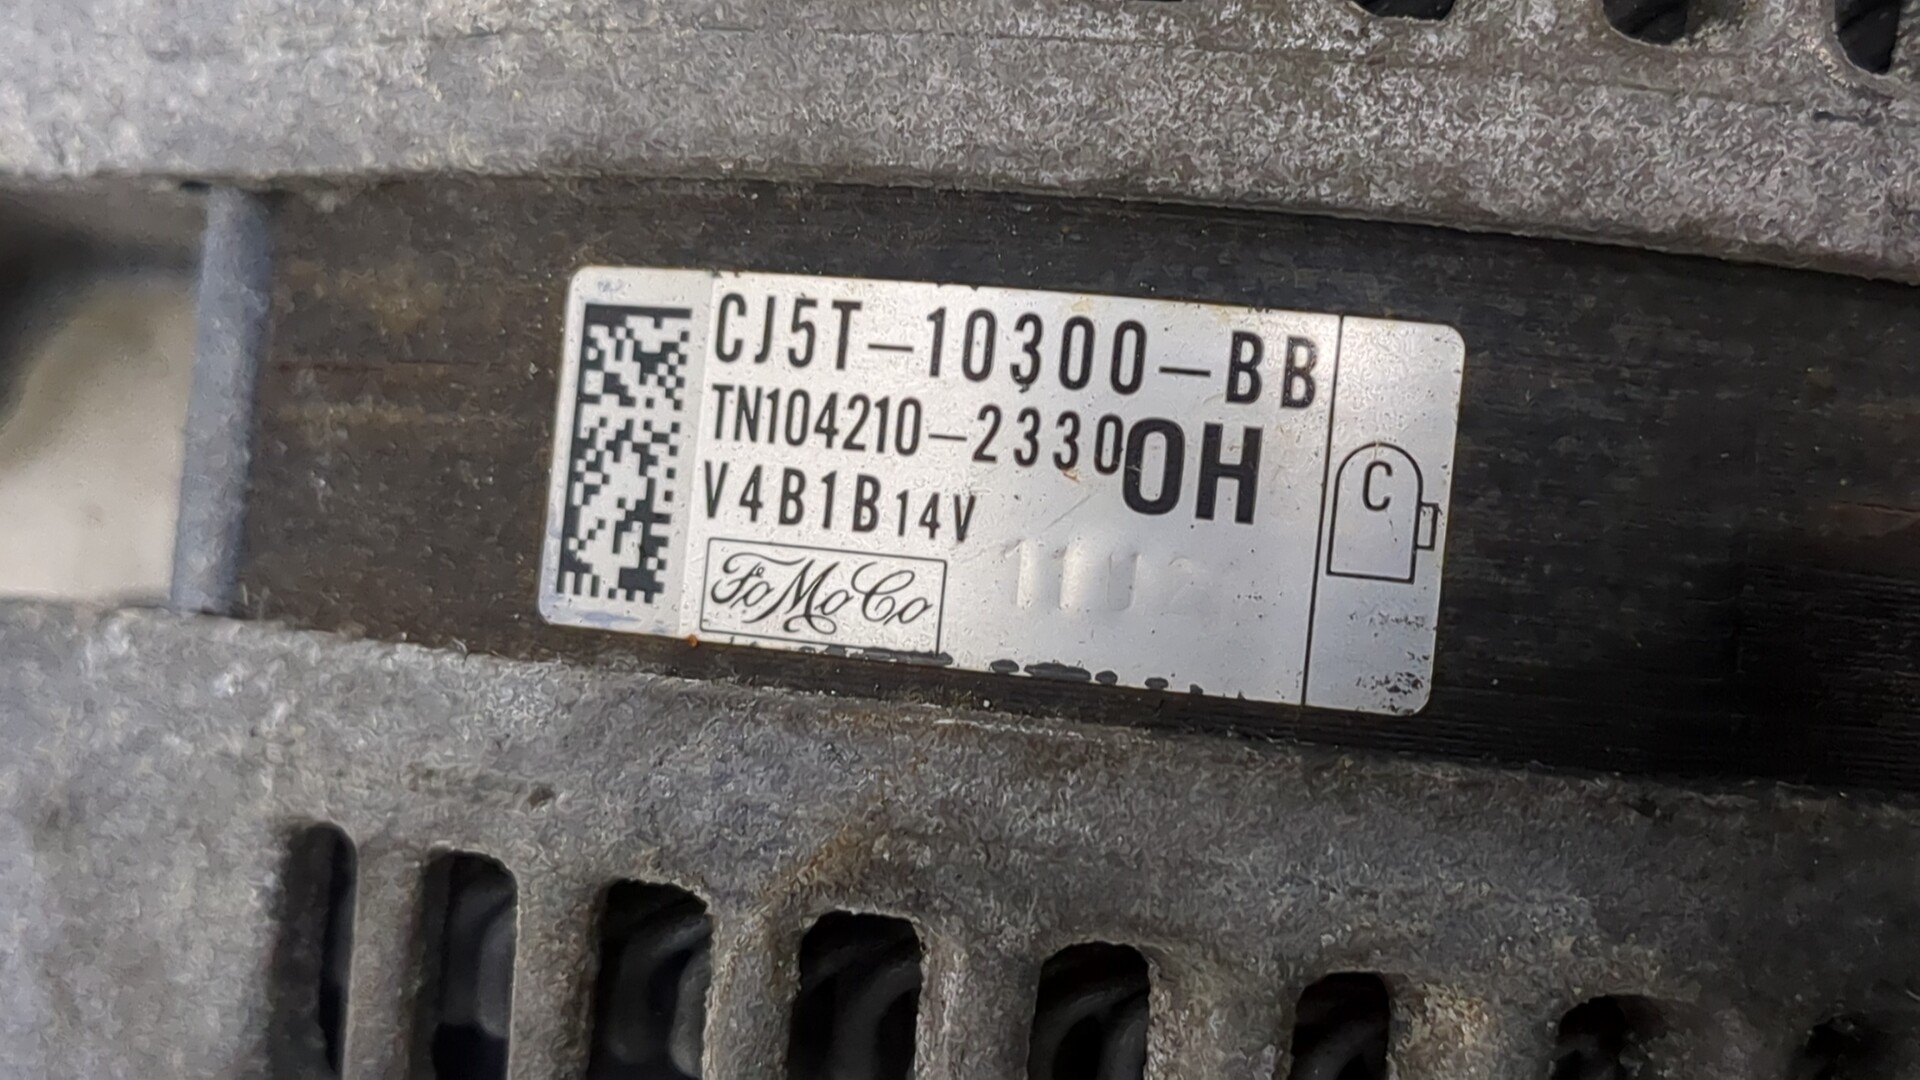 CJ5T-10300-BB
TN104210-2330
OH
V4B1B14V
FoMoCo
C